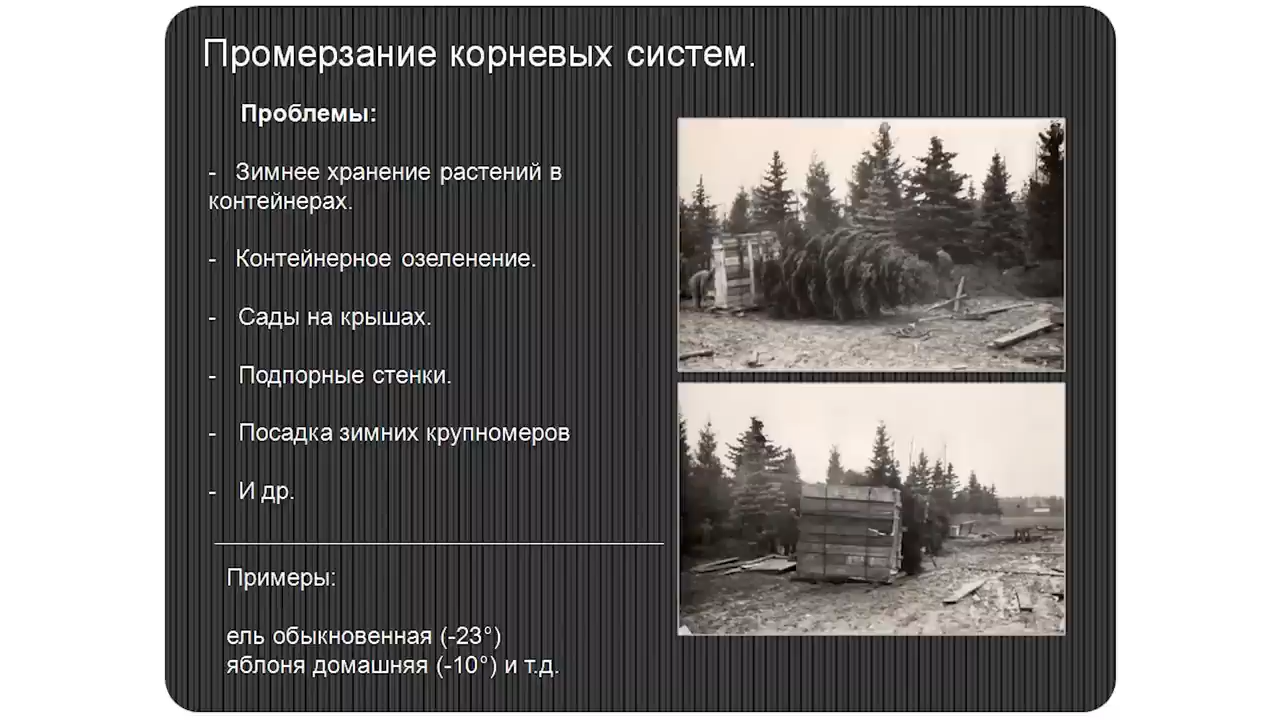 Промерзание корневых систем.
Проблемы:
- Зимнее хранение растений в
контейнерах.
- Контейнерное озеленение.
- Сады на крышах.
- Подпорные стенки.
- Посадка зимних крупномеров
- И др.
Примеры:
ель обыкновенная (-23°)
яблоня домашняя (-10°) и т.д.